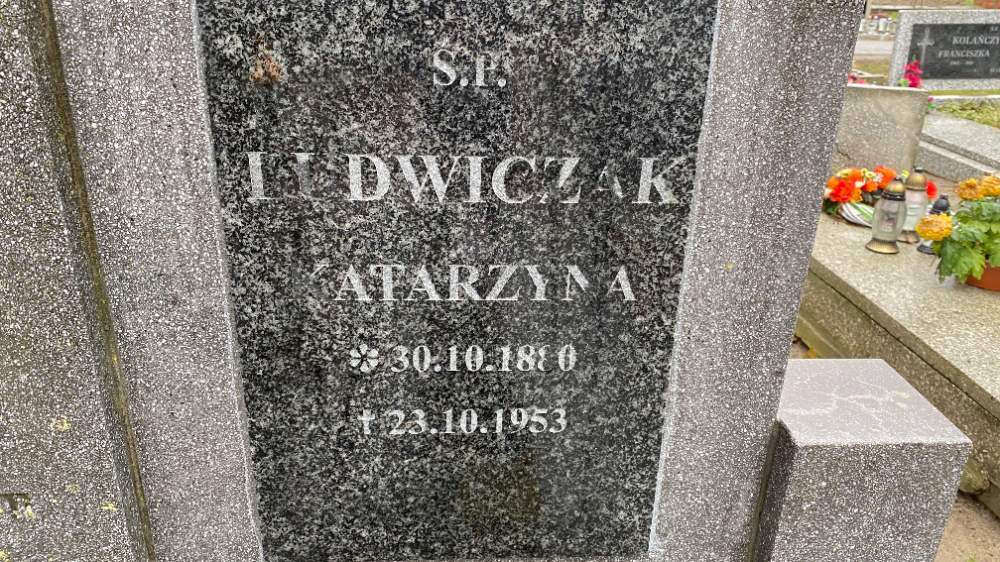 Ś.P.
LUDWICZAK
KATARZYNA
* 30.10.1880
† 23.10.1953
FRANCISZKA